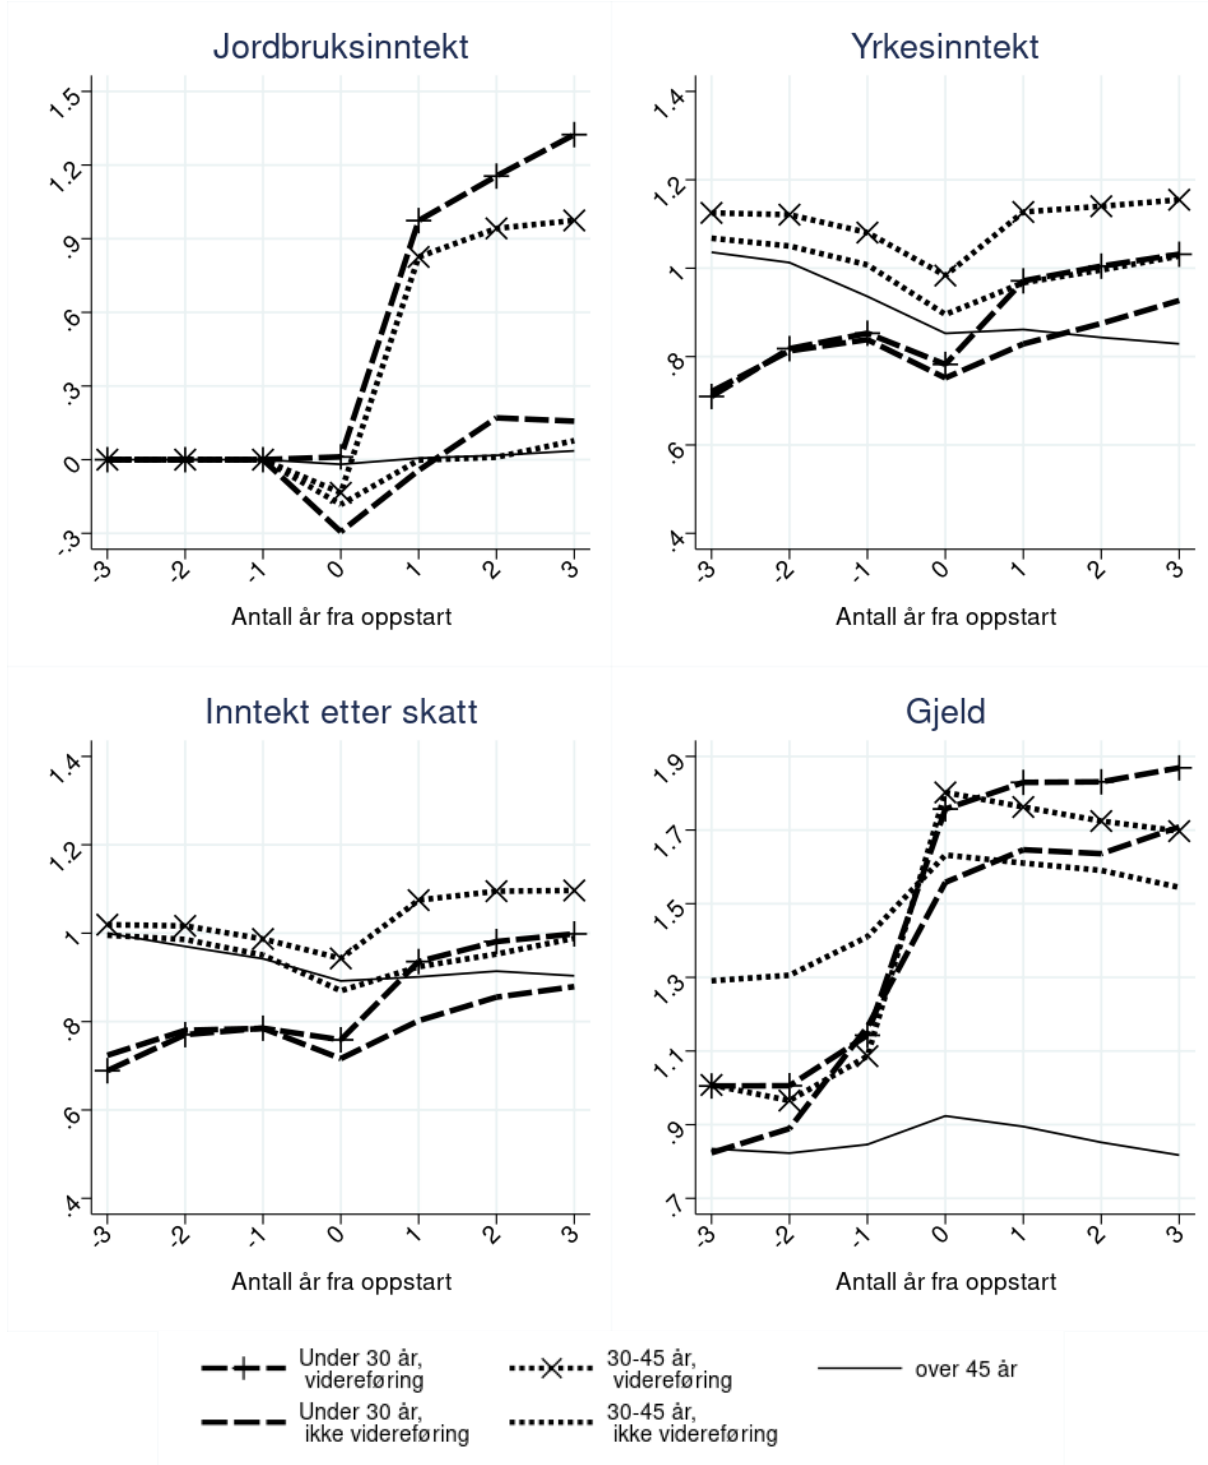 Jordbruksinntekt
1.5
1.2
.9
.6
.3
0
-.3
-3 -2 -1 0 1 2 3
Antall år fra oppstart
Yrkesinntekt
1.4
1.2
1
.8
.6
.4
-3 -2 -1 0 1 2 3
Antall år fra oppstart
Inntekt etter skatt
1.4
1.2
1
.8
.6
.4
-3 -2 -1 0 1 2 3
Antall år fra oppstart
Gjeld
1.9
1.7
1.5
1.3
1.1
.9
.7
-3 -2 -1 0 1 2 3
Antall år fra oppstart
Under 30 år,
videreføring
30-45 år,
videreføring
over 45 år
Under 30 år,
ikke videreføring
30-45 år,
ikke videreføring